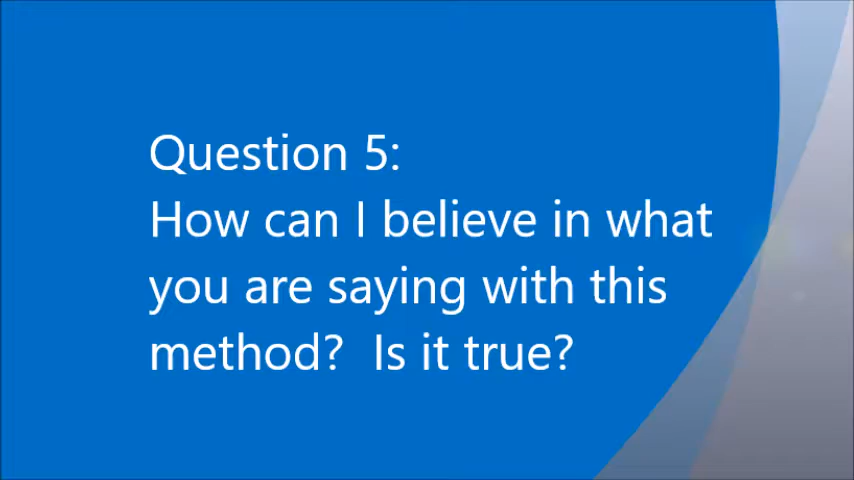 Question 5:
How can I believe in what
you are saying with this
method?  Is it true?